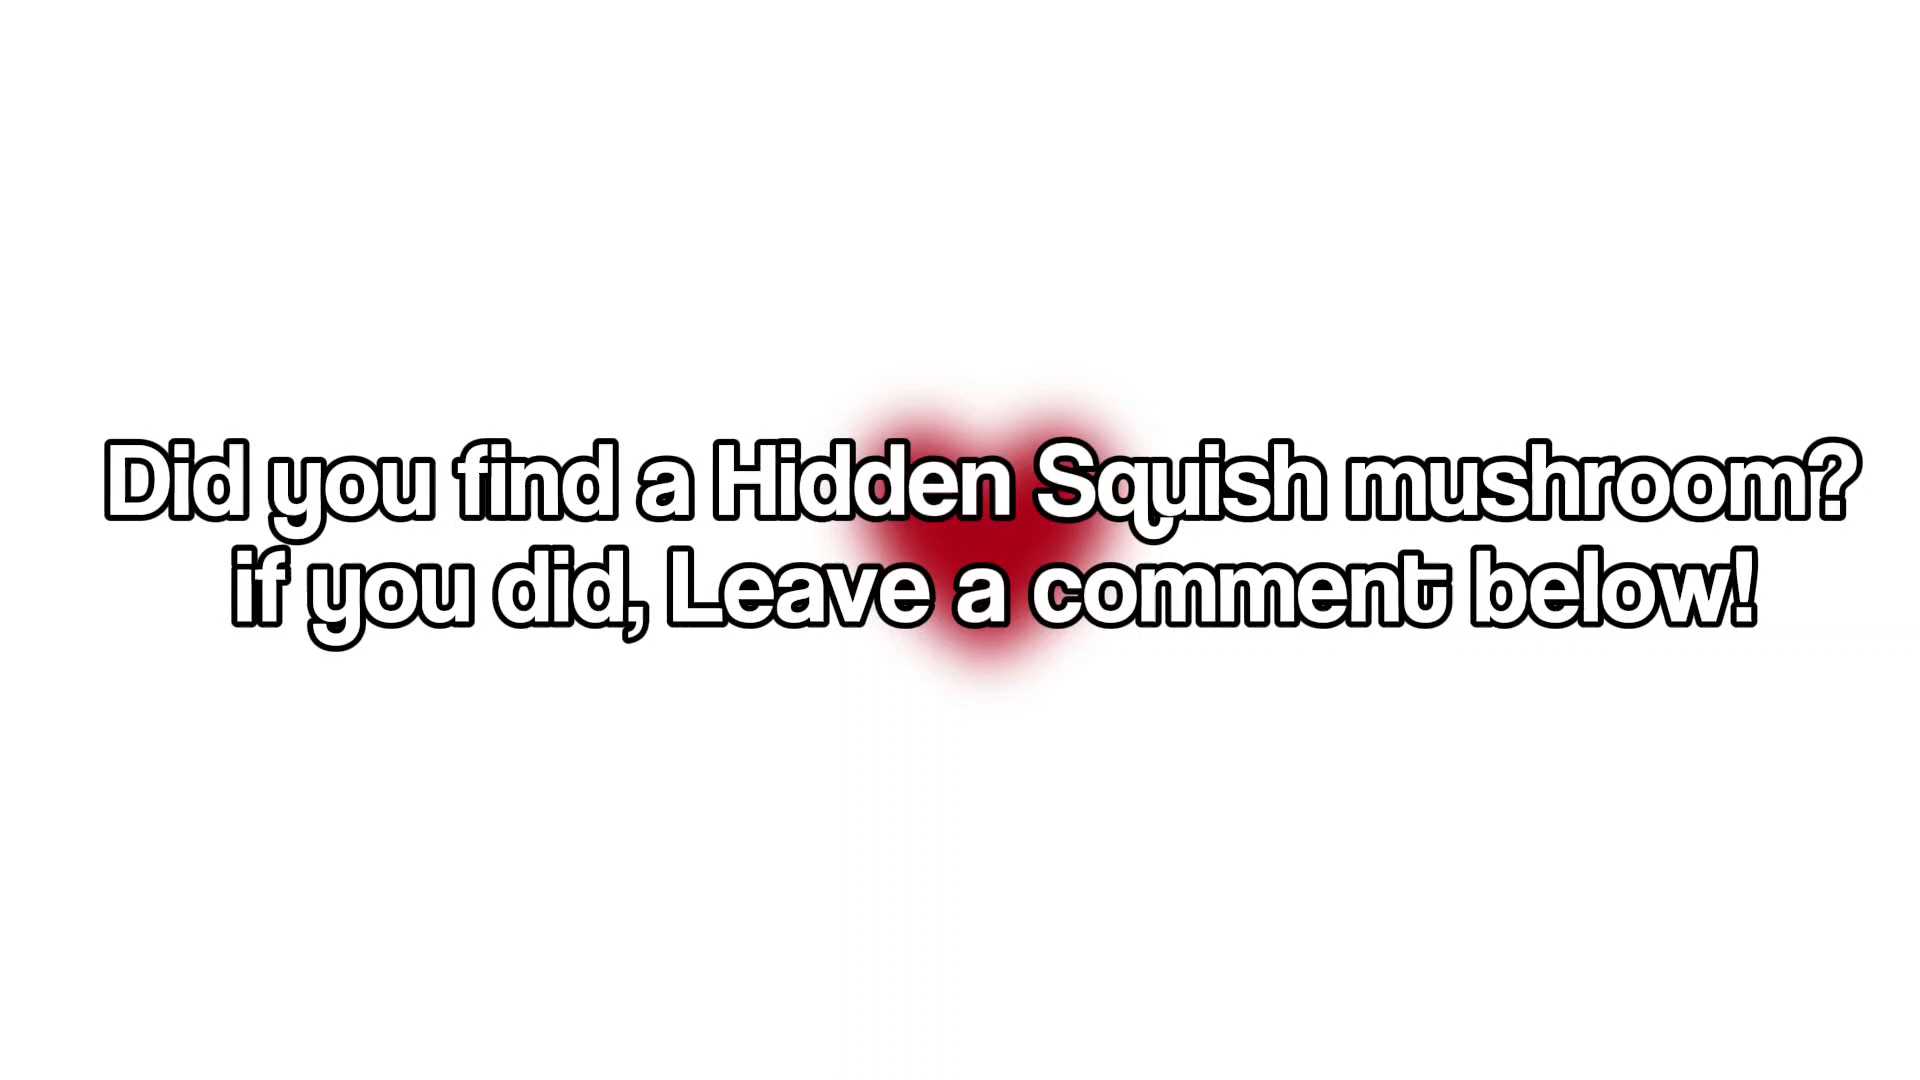 Did you find a Hidden Squish mushroom?
if you did, Leave a comment below!